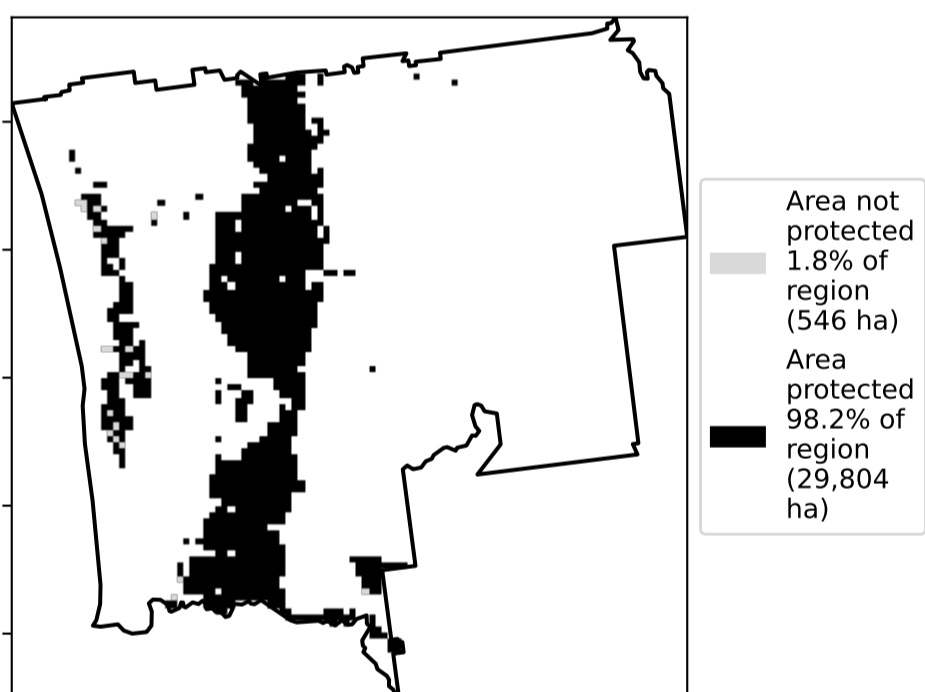 Area not
protected
1.8% of
region
(546 ha)
Area
protected
98.2% of
region
(29,804
ha)